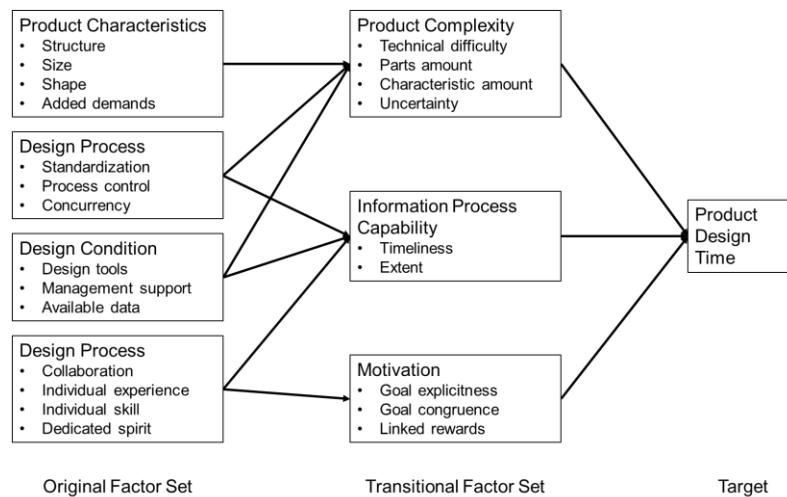 Product Characteristics
• Structure
• Size
• Shape
• Added demands
Design Process
• Standardization
• Process control
• Concurrency
Design Condition
• Design tools
• Management support
• Available data
Design Process
• Collaboration
• Individual experience
• Individual skill
• Dedicated spirit
Original Factor Set
Product Complexity
• Technical difficulty
• Parts amount
• Characteristic amount
• Uncertainty
Information Process
Capability
• Timeliness
• Extent
Motivation
• Goal explicitness
• Goal congruence
• Linked rewards
Transitional Factor Set
Product
Design
Time
Target